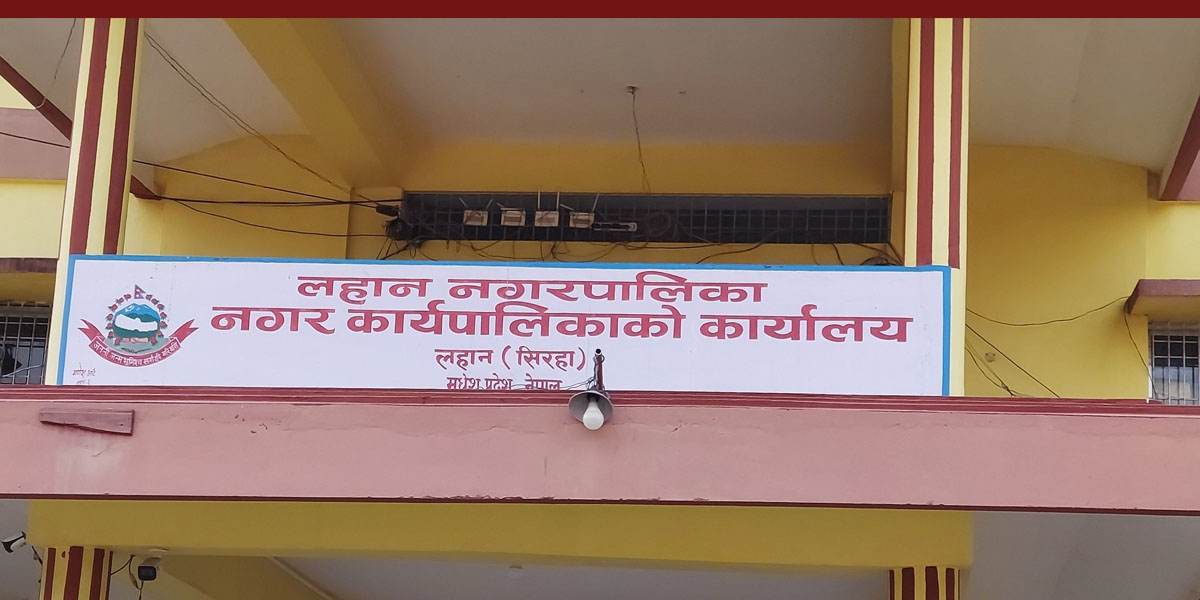 लहान नगरपालिका
नगर कार्यपालिकाको कार्यालय
लहान ( सिरहा )
मधेश प्रदेश नेपाल